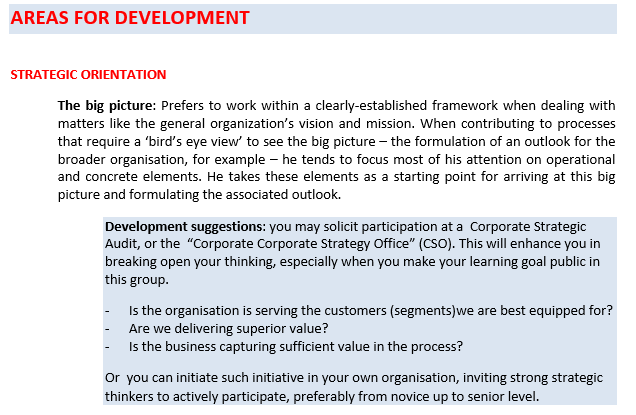 AREAS FOR DEVELOPMENT
STRATEGIC ORIENTATION
The big picture: Prefers to work within a clearly-established framework when dealing with
matters like the general organization's vision and mission. When contributing to processes
that require a 'bird's eye view' to see the big picture – the formulation of an outlook for the
broader organisation, for example – he tends to focus most of his attention on operational
and concrete elements. He takes these elements as a starting point for arriving at this big
picture and formulating the associated outlook.
Development suggestions: you may solicit participation at a  Corporate Strategic
Audit, or the  “Corporate Corporate Strategy Office” (CSO). This will enhance you in
breaking open your thinking, especially when you make your learning goal public in
this group.
- Is the organisation is serving the customers (segments)we are best equipped for?
- Are we delivering superior value?
- Is the business capturing sufficient value in the process?
Or  you can initiate such initiative in your own organisation, inviting strong strategic
thinkers to actively participate, preferably from novice up to senior level.